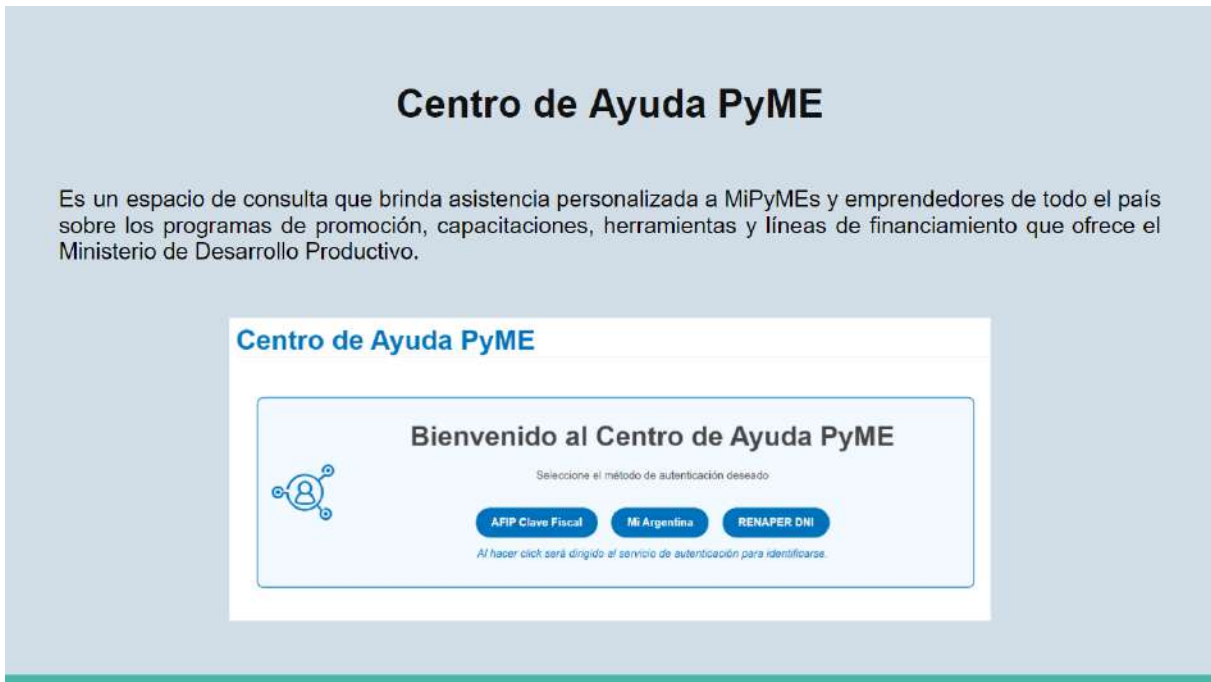 Centro de Ayuda PyME
Es un espacio de consulta que brinda asistencia personalizada a MiPyMEs y emprendedores de todo el país
sobre los programas de promoción, capacitaciones, herramientas y líneas de financiamiento que ofrece el
Ministerio de Desarrollo Productivo.
Centro de Ayuda PyME
Bienvenido al Centro de Ayuda PyME
Seleccione el método de autenticación deseado
AFIP Clave Fiscal Mi Argentina RENAPER DNI
Al hacer click será dirigido al servicio de autenticación para identificarse.